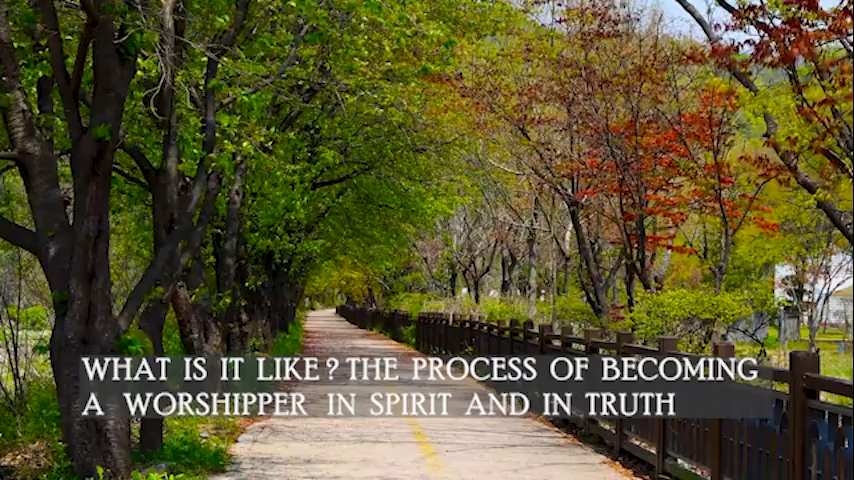 WHAT IS IT LIKE? THE PROCESS OF BECOMING
A WORSHIPPER IN SPIRIT AND IN TRUTH